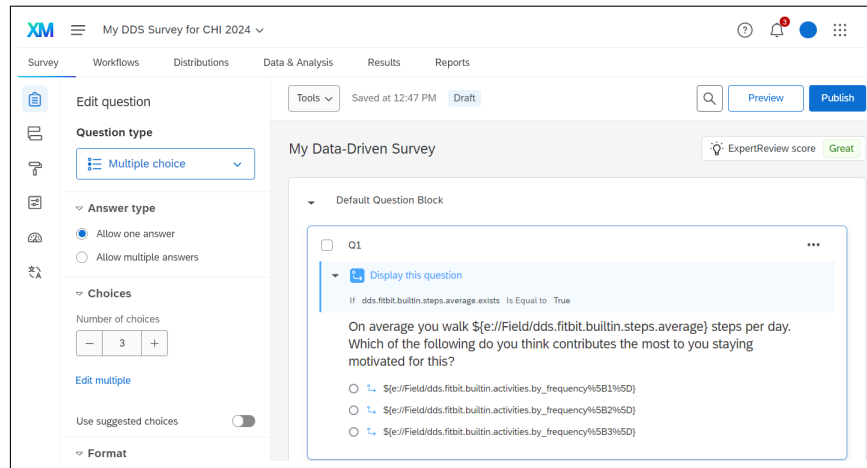 XM
My DDS Survey for CHI 2024
?
3
Survey
Workflows
Distributions
Data & Analysis
Results
Reports
Edit question
Question type
Multiple choice
Answer type
Allow one answer
Allow multiple answers
Choices
Number of choices
− 3 +
Edit multiple
Use suggested choices
Format
Tools
Saved at 12:47 PM
Draft
Preview
Publish
My Data-Driven Survey
ExpertReview score
Great
Default Question Block
Q1
•••
Display this question
If dds.fitbit.builtin.steps.average.exists Is Equal to True
On average you walk ${e://Field/dds.fitbit.builtin.steps.average} steps per day.
Which of the following do you think contributes the most to you staying
motivated for this?
${e://Field/dds.fitbit.builtin.activities.by_frequency%5B1%5D}
${e://Field/dds.fitbit.builtin.activities.by_frequency%5B2%5D}
${e://Field/dds.fitbit.builtin.activities.by_frequency%5B3%5D}